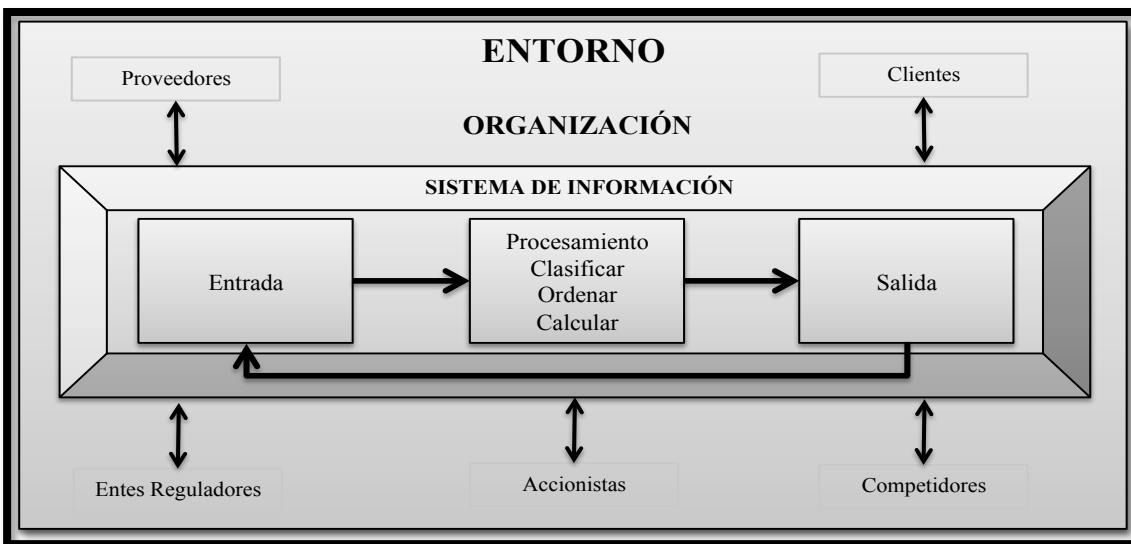 ENTORNO
Proveedores
Clientes
ORGANIZACIÓN
SISTEMA DE INFORMACIÓN
Entrada
Procesamiento
Clasificar
Ordenar
Calcular
Salida
Entes Reguladores
Accionistas
Competidores